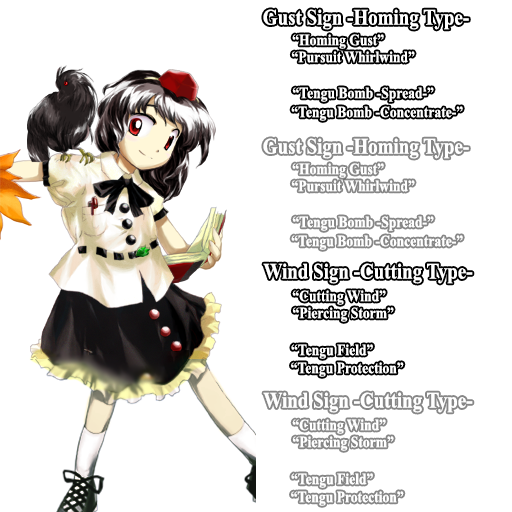 Gust Sign -Homing Type-
“Homing Gust”
“Pursuit Whirlwind”
“Tengu Bomb -Spread-”
“Tengu Bomb -Concentrate-”
Gust Sign -Homing Type-
“Homing Gust”
“Pursuit Whirlwind”
“Tengu Bomb -Spread-”
“Tengu Bomb -Concentrate-”
Wind Sign -Cutting Type-
“Cutting Wind”
“Piercing Storm”
“Tengu Field”
“Tengu Protection”
Wind Sign -Cutting Type-
“Cutting Wind”
“Piercing Storm”
“Tengu Field”
“Tengu Protection”